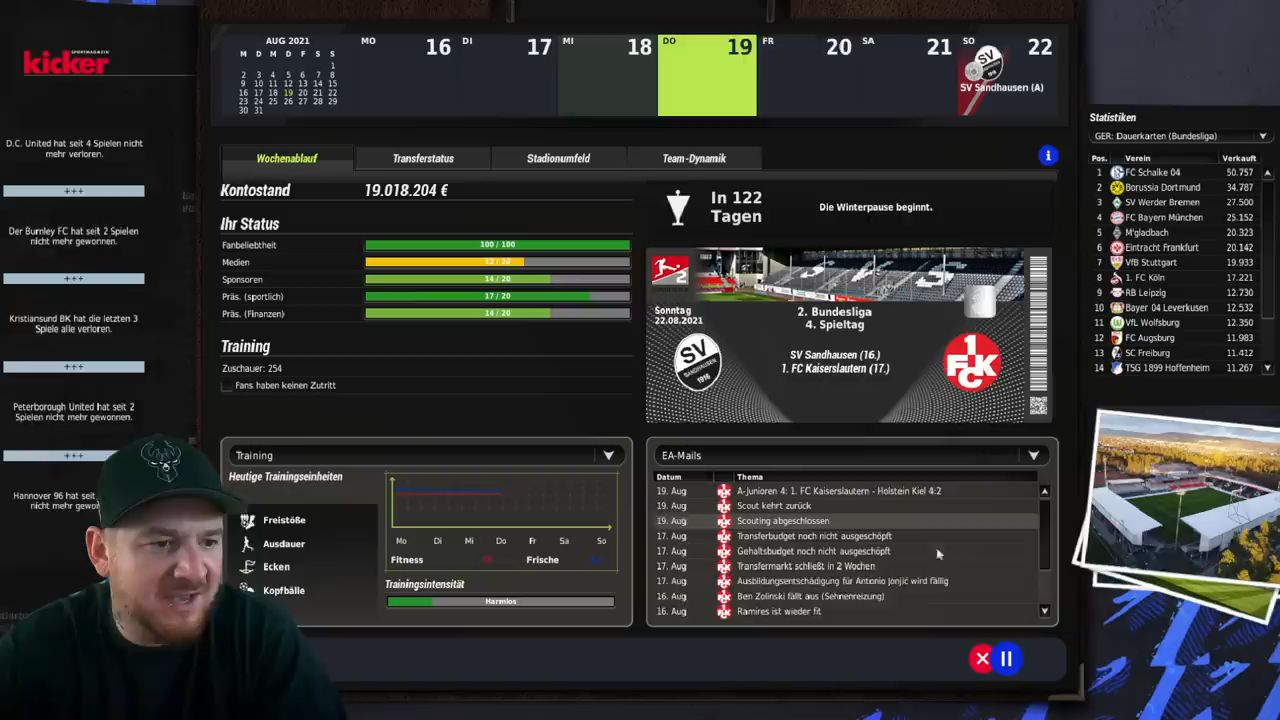 SPORTMAGAZIN
kicker
D.C. United hat seit 4 Spielen nicht
mehr verloren.
+++
Der Burnley FC hat seit 2 Spielen
nicht mehr gewonnen.
+++
Kristiansund BK hat die letzten 3
Spiele alle verloren.
+++
Peterborough United hat seit 2
Spielen nicht mehr gewonnen.
+++
Hannover 96 hat seit
AUG 2021
M D M D F S S
1
2 3 4 5 6 7 8
9 10 11 12 13 14 15
16 17 18 19 20 21 22
23 24 25 26 27 28 29
30 31
MO 16
DI 17
MI 18
DO 19
FR 20
SA 21
SO 22
SV Sandhausen (A)
Wochenablauf
Transferstatus
Stadionumfeld
Team-Dynamik
i
Kontostand 19.018.204 €
Ihr Status
Fanbeliebtheit 100 / 100
Medien 12 / 20
Sponsoren 14 / 20
Präs. (sportlich) 17 / 20
Präs. (Finanzen) 14 / 20
Training
Zuschauer: 254
Fans haben keinen Zutritt
In 122
Tagen
Die Winterpause beginnt.
2
Sonntag
22.08.2021
2. Bundesliga
4. Spieltag
SV Sandhausen (16.)
1. FC Kaiserslautern (17.)
SV
SANDHAUSEN
1916
1
FCK
Training
Heutige Trainingseinheiten
Freistöße
Ausdauer
Ecken
Kopfbälle
Mo Di Mi Do Fr Sa So
Fitness Frische
Trainingsintensität
Harmlos
EA-Mails
Datum Thema
19. Aug A-Junioren 4: 1. FC Kaiserslautern - Holstein Kiel 4:2
19. Aug Scout kehrt zurück
19. Aug Scouting abgeschlossen
17. Aug Transferbudget noch nicht ausgeschöpft
17. Aug Gehaltsbudget noch nicht ausgeschöpft
17. Aug Transfermarkt schließt in 2 Wochen
17. Aug Ausbildungsentschädigung für Antonio Jonjić wird fällig
16. Aug Ben Zolinski fällt aus (Sehnenreizung)
16. Aug Ramires ist wieder fit
Statistiken
GER: Dauerkarten (Bundesliga)
Pos. Verein Verkauft
1 FC Schalke 04 50.757
2 Borussia Dortmund 34.787
3 SV Werder Bremen 27.500
4 FC Bayern München 25.152
5 M'gladbach 20.323
6 Eintracht Frankfurt 20.142
7 VfB Stuttgart 19.933
8 1. FC Köln 17.221
9 RB Leipzig 12.730
10 Bayer 04 Leverkusen 12.532
11 VfL Wolfsburg 12.350
12 FC Augsburg 11.983
13 SC Freiburg 11.412
14 TSG 1899 Hoffenheim 11.267